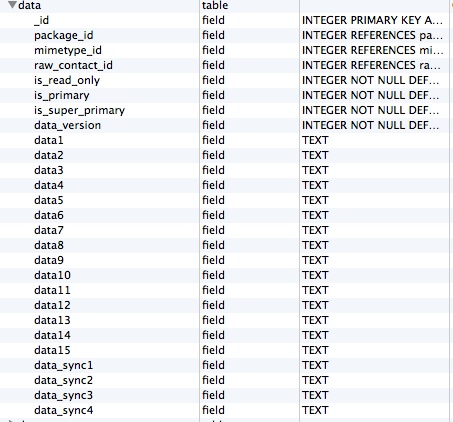 data table
_id field INTEGER PRIMARY KEY A...
package_id field INTEGER REFERENCES pa...
mimetype_id field INTEGER REFERENCES mi...
raw_contact_id field INTEGER REFERENCES ra...
is_read_only field INTEGER NOT NULL DEF...
is_primary field INTEGER NOT NULL DEF...
is_super_primary field INTEGER NOT NULL DEF...
data_version field INTEGER NOT NULL DEF...
data1 field TEXT
data2 field TEXT
data3 field TEXT
data4 field TEXT
data5 field TEXT
data6 field TEXT
data7 field TEXT
data8 field TEXT
data9 field TEXT
data10 field TEXT
data11 field TEXT
data12 field TEXT
data13 field TEXT
data14 field TEXT
data15 field TEXT
data_sync1 field TEXT
data_sync2 field TEXT
data_sync3 field TEXT
data_sync4 field TEXT